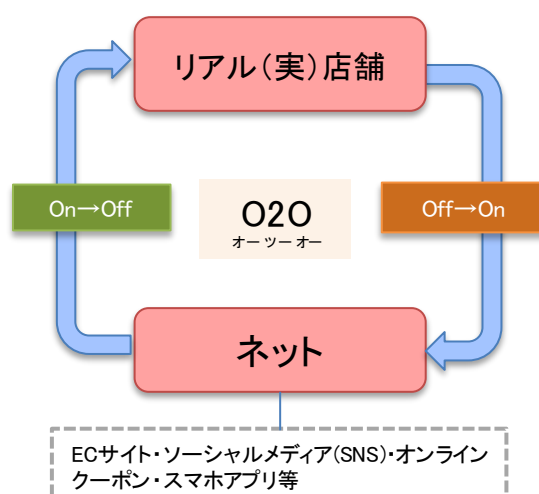 リアル（実）店舗
On→Off
O2O
オー ツー オー
Off→On
ネット
ECサイト・ソーシャルメディア(SNS)・オンライン
クーポン・スマホアプリ等